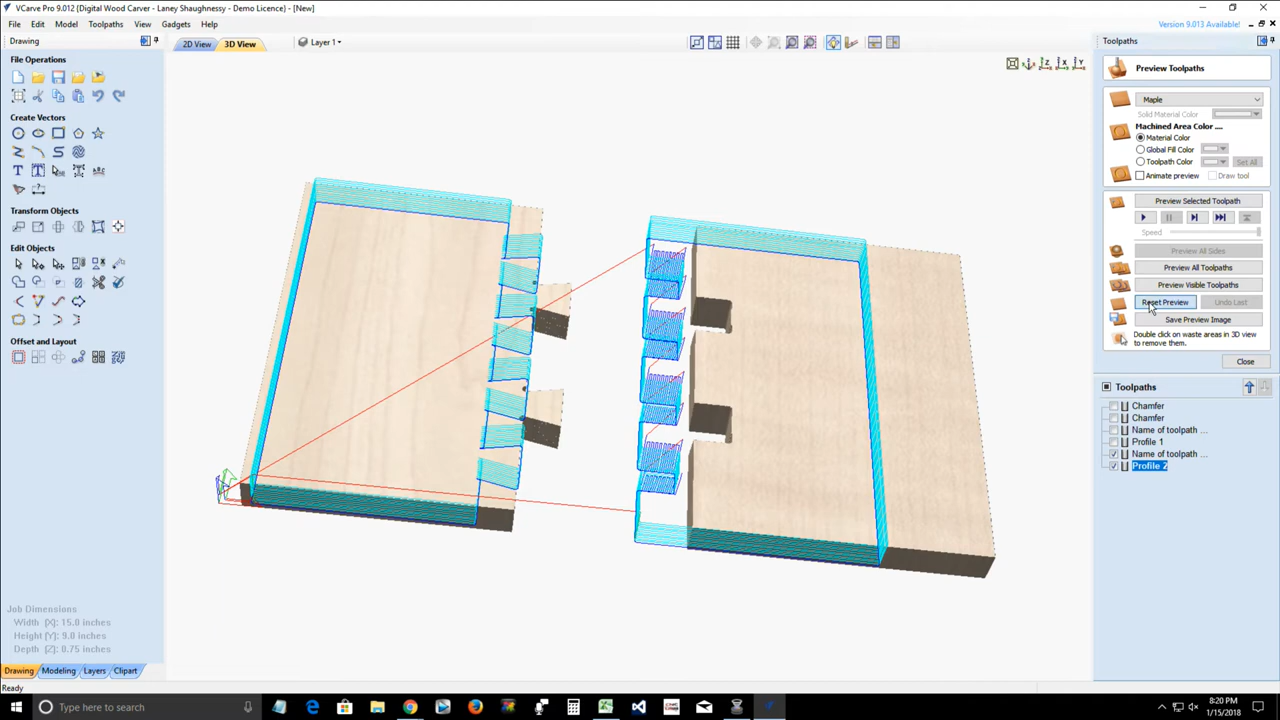 VCarve Pro 9.012 {Digital Wood Carver - Laney Shaughnessy - Demo Licence} - [New]
File Edit Model Toolpaths View Gadgets Help
Version 9.013 Available!
Drawing
2D View
3D View
Layer 1
Toolpaths
File Operations
Create Vectors
Transform Objects
Edit Objects
Offset and Layout
Job Dimensions
Width (X): 15.0 inches
Height (Y): 9.0 inches
Depth (Z): 0.75 inches
Drawing Modeling Layers Clipart
Ready
Preview Toolpaths
Maple
Solid Material Color
Machined Area Color ....
Material Color
Global Fill Color
Toolpath Color
Set All
Animate preview
Draw tool
Preview Selected Toolpath
Speed
Preview All Sides
Preview All Toolpaths
Preview Visible Toolpaths
Reset Preview
Undo Last
Save Preview Image
Double click on waste areas in 3D view
to remove them.
Close
Toolpaths
Chamfer
Chamfer
Name of toolpath ...
Profile 1
Name of toolpath ...
Profile 2
Type here to search
8:20 PM
1/15/2018